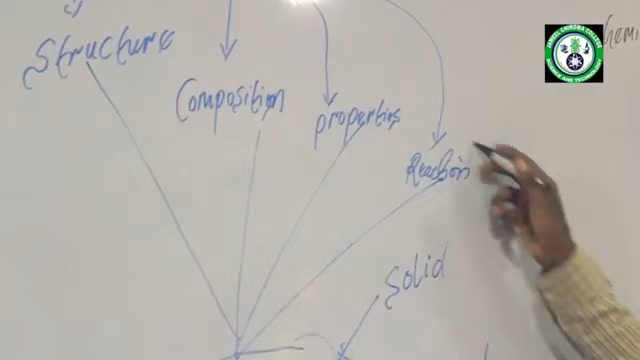 Structure
Composition
properties
Reaction
Solid